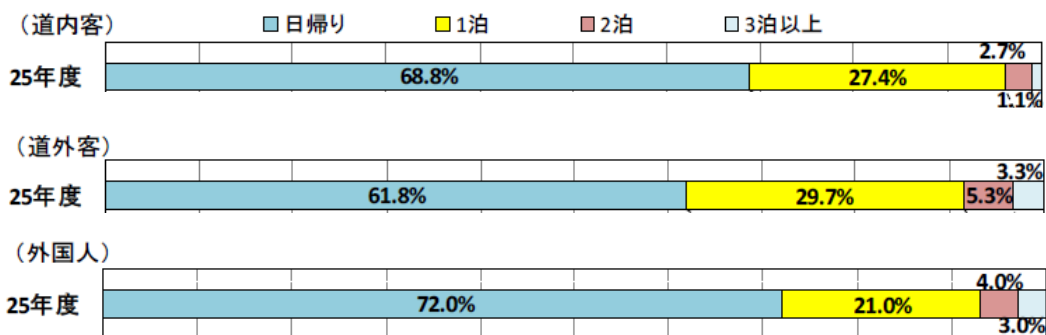 （道内客） 日帰り 1泊 2泊 3泊以上
2.7%
25年度 68.8% 27.4%
1.1%
（道外客）
3.3%
25年度 61.8% 29.7% 5.3%
（外国人）
4.0%
25年度 72.0% 21.0%
3.0%